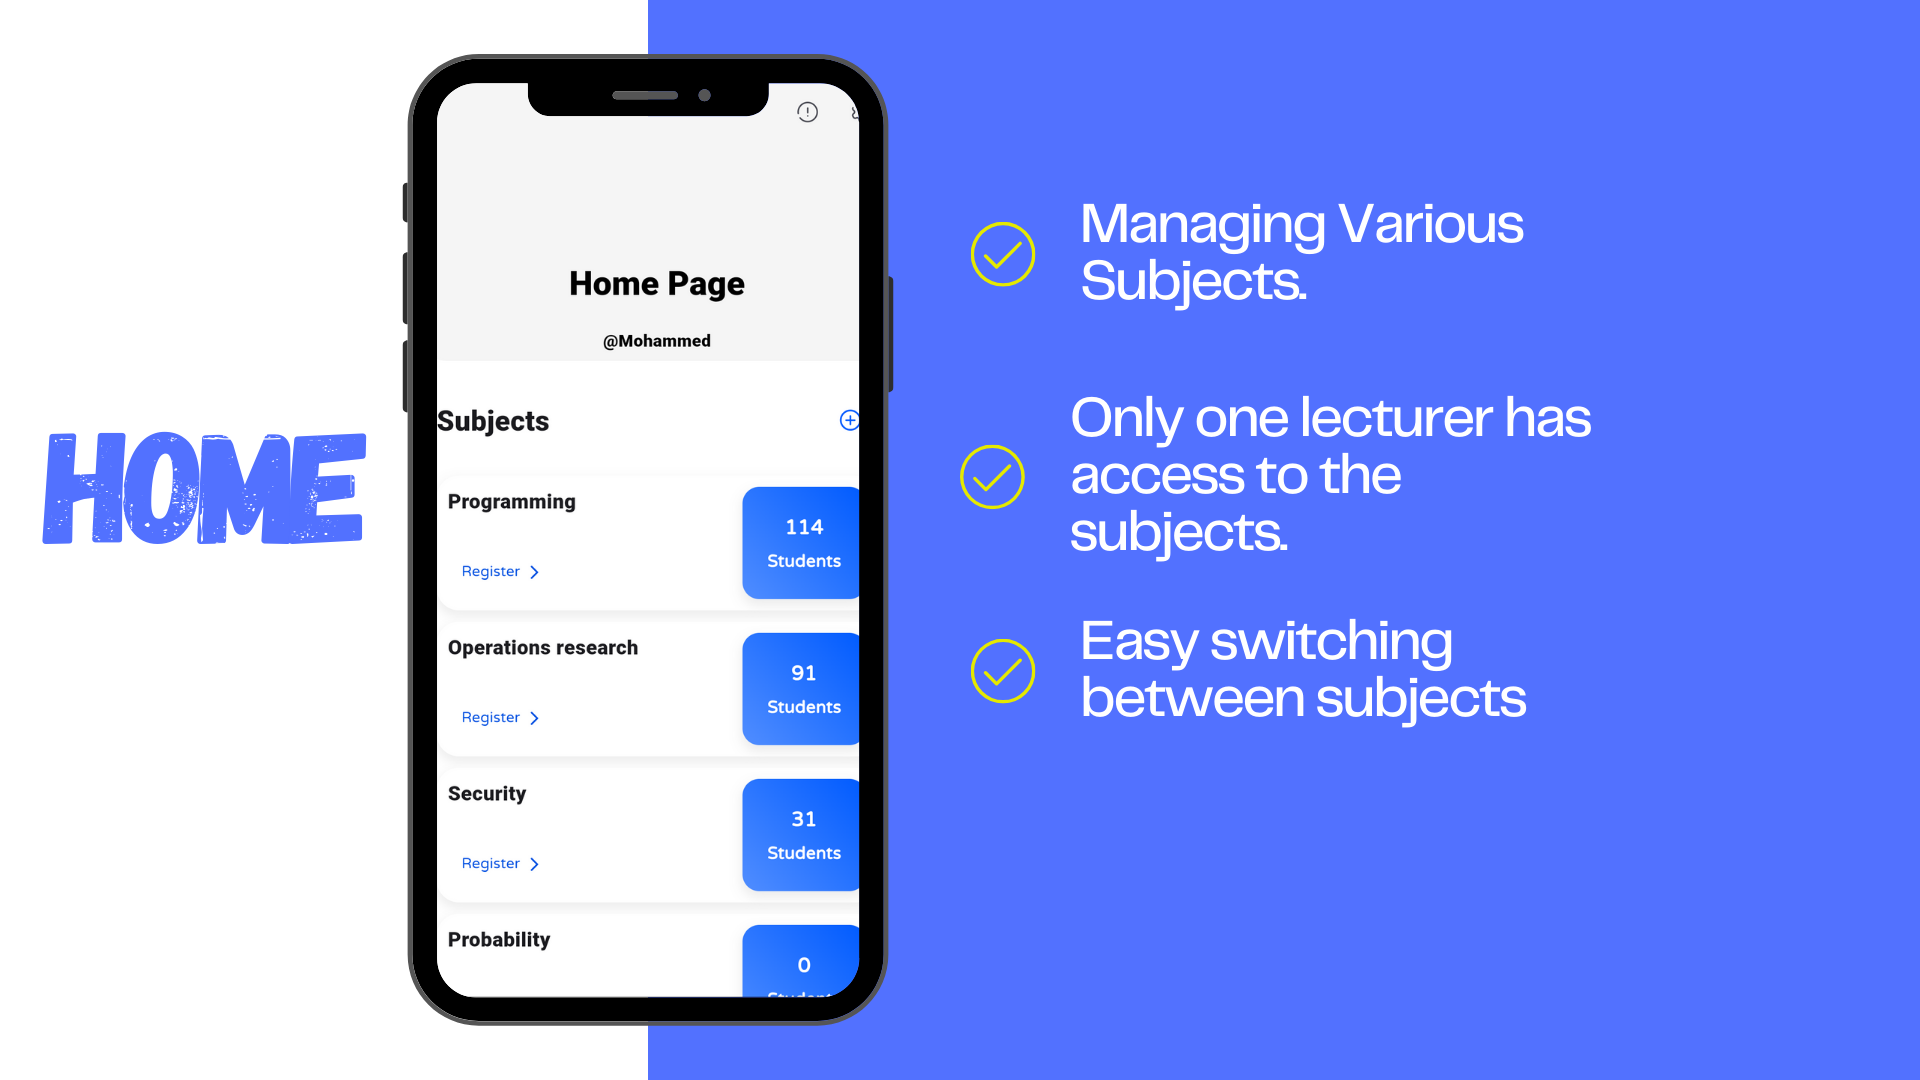 HOME
Home Page
@Mohammed
Subjects
Programming
114
Students
Register
Operations research
91
Students
Register
Security
31
Students
Register
Probability
0
Students
Managing Various
Subjects.
Only one lecturer has
access to the
subjects.
Easy switching
between subjects